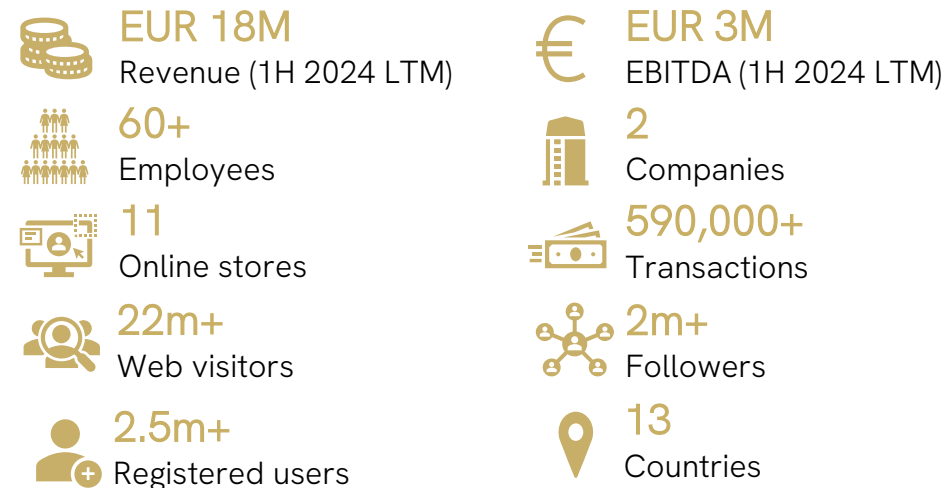 EUR 18M
Revenue (1H 2024 LTM)
EUR 3M
EBITDA (1H 2024 LTM)
60+
Employees
2
Companies
11
Online stores
590,000+
Transactions
22m+
Web visitors
2m+
Followers
2.5m+
Registered users
13
Countries